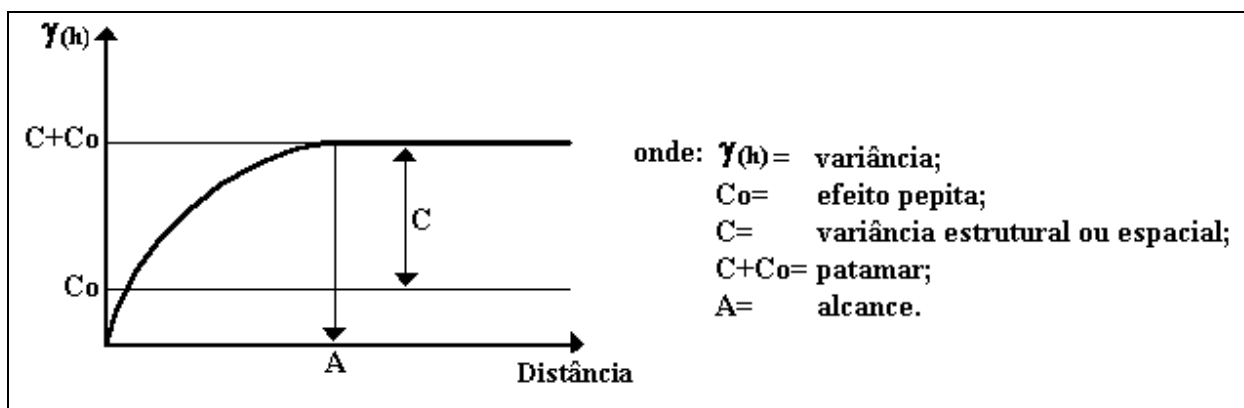 γ(h)
C+Co
C
Co
A
Distância
onde: γ(h)= variância;
Co= efeito pepita;
C= variância estrutural ou espacial;
C+Co= patamar;
A= alcance.